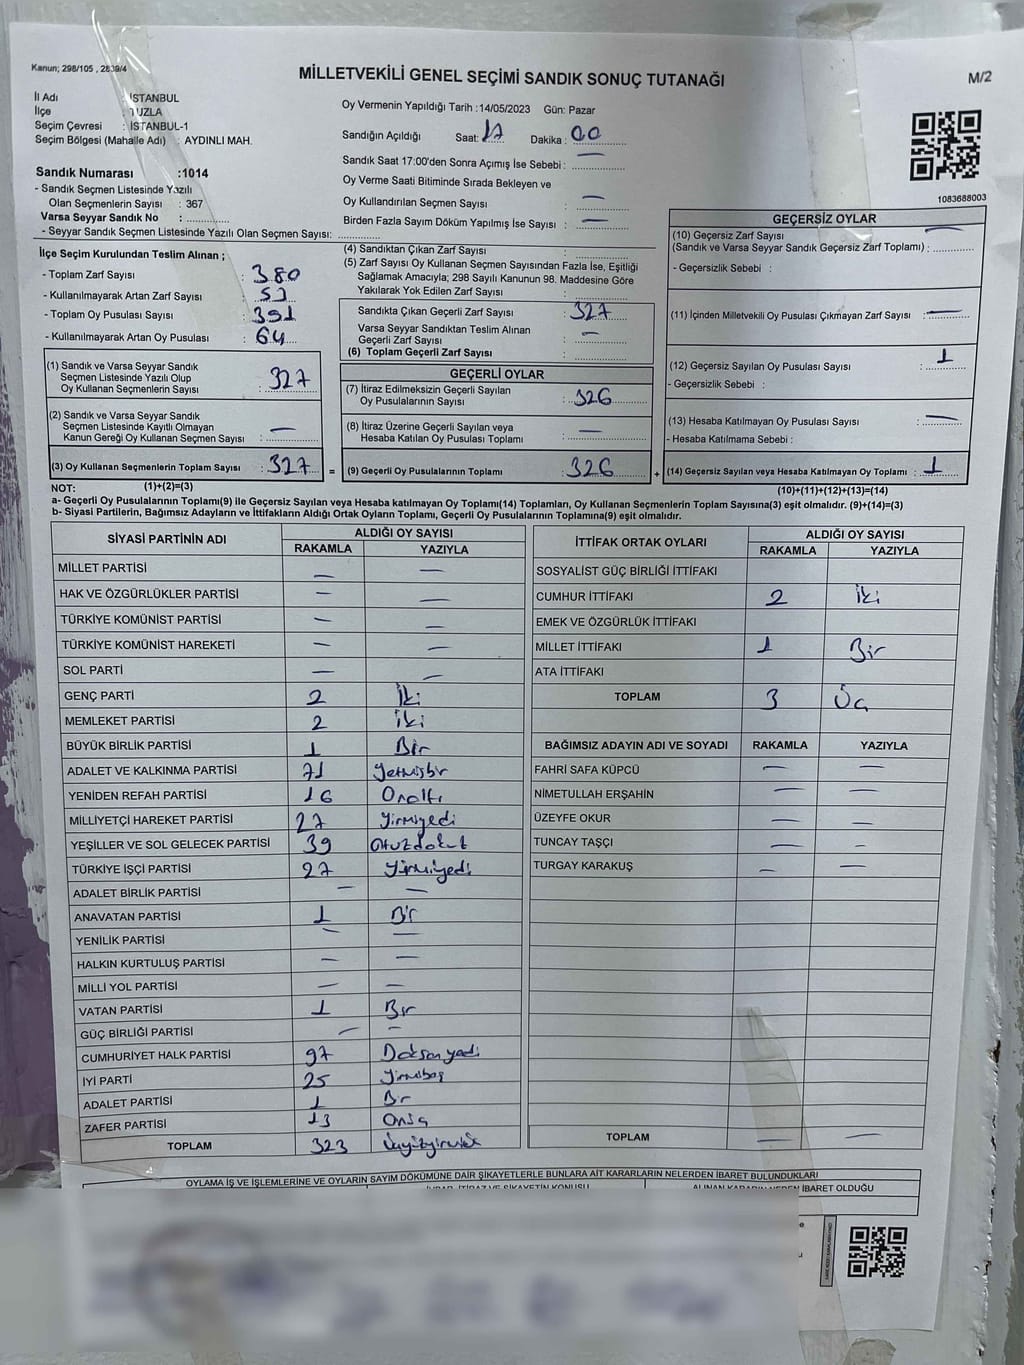 Kanun; 298/105 , 2839/4
MİLLETVEKİLİ GENEL SEÇİMİ SANDIK SONUÇ TUTANAĞI
M/2
İl Adı : İSTANBUL
İlçe : TUZLA
Seçim Çevresi : İSTANBUL-1
Seçim Bölgesi (Mahalle Adı) : AYDINLI MAH.
Sandık Numarası :1014
- Sandık Seçmen Listesinde Yazılı
Olan Seçmenlerin Sayısı : 367
Varsa Seyyar Sandık No :
- Seyyar Sandık Seçmen Listesinde Yazılı Olan Seçmen Sayısı:
Oy Vermenin Yapıldığı Tarih :14/05/2023 Gün: Pazar
Sandığın Açıldığı Saat: 17 Dakika : 00
Sandık Saat 17:00'den Sonra Açımış İse Sebebi : —
Oy Verme Saati Bitiminde Sırada Bekleyen ve
Oy Kullandırılan Seçmen Sayısı : —
Birden Fazla Sayım Döküm Yapılmış İse Sayısı : —
1083688003
İlçe Seçim Kurulundan Teslim Alınan ;
- Toplam Zarf Sayısı : 380
- Kullanılmayarak Artan Zarf Sayısı :
- Toplam Oy Pusulası Sayısı : 391
- Kullanılmayarak Artan Oy Pusulası : 64
(1) Sandık ve Varsa Seyyar Sandık
Seçmen Listesinde Yazılı Olup
Oy Kullanan Seçmenlerin Sayısı : 327
(2) Sandık ve Varsa Seyyar Sandık
Seçmen Listesinde Kayıtlı Olmayan
Kanun Gereği Oy Kullanan Seçmen Sayısı : —
(3) Oy Kullanan Seçmenlerin Toplam Sayısı : 327 =
(1)+(2)=(3)
(4) Sandıktan Çıkan Zarf Sayısı :
(5) Zarf Sayısı Oy Kullanan Seçmen Sayısından Fazla İse, Eşitliği
Sağlamak Amacıyla; 298 Sayılı Kanunun 98. Maddesine Göre
Yakılarak Yok Edilen Zarf Sayısı :
Sandıkta Çıkan Geçerli Zarf Sayısı : 327
Varsa Seyyar Sandıktan Teslim Alınan
Geçerli Zarf Sayısı : —
(6) Toplam Geçerli Zarf Sayısı :
GEÇERLİ OYLAR
(7) İtiraz Edilmeksizin Geçerli Sayılan
Oy Pusulalarının Sayısı : 326
(8) İtiraz Üzerine Geçerli Sayılan veya
Hesaba Katılan Oy Pusulası Toplamı : —
(9) Geçerli Oy Pusulalarının Toplamı : 326 +
GEÇERSİZ OYLAR
(10) Geçersiz Zarf Sayısı —
(Sandık ve Varsa Seyyar Sandık Geçersiz Zarf Toplamı) :
- Geçersizlik Sebebi :
(11) İçinden Milletvekili Oy Pusulası Çıkmayan Zarf Sayısı : —
(12) Geçersiz Sayılan Oy Pusulası Sayısı : 1
- Geçersizlik Sebebi :
(13) Hesaba Katılmayan Oy Pusulası Sayısı : —
- Hesaba Katılmama Sebebi :
(14) Geçersiz Sayılan veya Hesaba Katılmayan Oy Toplamı : 1
(10)+(11)+(12)+(13)=(14)
NOT:
a- Geçerli Oy Pusulalarının Toplamı(9) ile Geçersiz Sayılan veya Hesaba katılmayan Oy Toplamı(14) Toplamları, Oy Kullanan Seçmenlerin Toplam Sayısına(3) eşit olmalıdır. (9)+(14)=(3)
b- Siyasi Partilerin, Bağımsız Adayların ve İttifakların Aldığı Ortak Oyların Toplamı, Geçerli Oy Pusulalarının Toplamına(9) eşit olmalıdır.
SİYASİ PARTİNİN ADI ALDIĞI OY SAYISI
RAKAMLA YAZIYLA
MİLLET PARTİSİ — —
HAK VE ÖZGÜRLÜKLER PARTİSİ — —
TÜRKİYE KOMÜNİST PARTİSİ — —
TÜRKİYE KOMÜNİST HAREKETİ — —
SOL PARTİ — —
GENÇ PARTİ 2 İki
MEMLEKET PARTİSİ 2 İki
BÜYÜK BİRLİK PARTİSİ 1 Bir
ADALET VE KALKINMA PARTİSİ 71 Yetmişbir
YENİDEN REFAH PARTİSİ 16 Onaltı
MİLLİYETÇİ HAREKET PARTİSİ 27 Yirmiyedi
YEŞİLLER VE SOL GELECEK PARTİSİ 39 Otuzdokuz
TÜRKİYE İŞÇİ PARTİSİ 27 Yirmiyedi
ADALET BİRLİK PARTİSİ — —
ANAVATAN PARTİSİ 1 Bir
YENİLİK PARTİSİ — —
HALKIN KURTULUŞ PARTİSİ — —
MİLLİ YOL PARTİSİ — —
VATAN PARTİSİ 1 Bir
GÜÇ BİRLİĞİ PARTİSİ — —
CUMHURİYET HALK PARTİSİ 97 Doksanyedi
İYİ PARTİ 25 Yirmibeş
ADALET PARTİSİ 1 Bir
ZAFER PARTİSİ 13 Onüç
TOPLAM 323
İTTİFAK ORTAK OYLARI ALDIĞI OY SAYISI
RAKAMLA YAZIYLA
SOSYALİST GÜÇ BİRLİĞİ İTTİFAKI
CUMHUR İTTİFAKI 2 İki
EMEK VE ÖZGÜRLÜK İTTİFAKI
MİLLET İTTİFAKI 1 Bir
ATA İTTİFAKI
TOPLAM 3 Üç
BAĞIMSIZ ADAYIN ADI VE SOYADI RAKAMLA YAZIYLA
FAHRİ SAFA KÜPCÜ — —
NİMETULLAH ERŞAHİN — —
ÜZEYFE OKUR — —
TUNCAY TAŞÇI — —
TURGAY KARAKUŞ — —
TOPLAM — —
OYLAMA İŞ VE İŞLEMLERİNE VE OYLARIN SAYIM DÖKÜMÜNE DAİR ŞİKAYETLERLE BUNLARA AİT KARARLARIN NELERDEN İBARET BULUNDUKLARI
İHBAR, İTİRAZ VE ŞİKAYETİN KONUSU ALINAN KARARIN NEDEN İBARET OLDUĞU